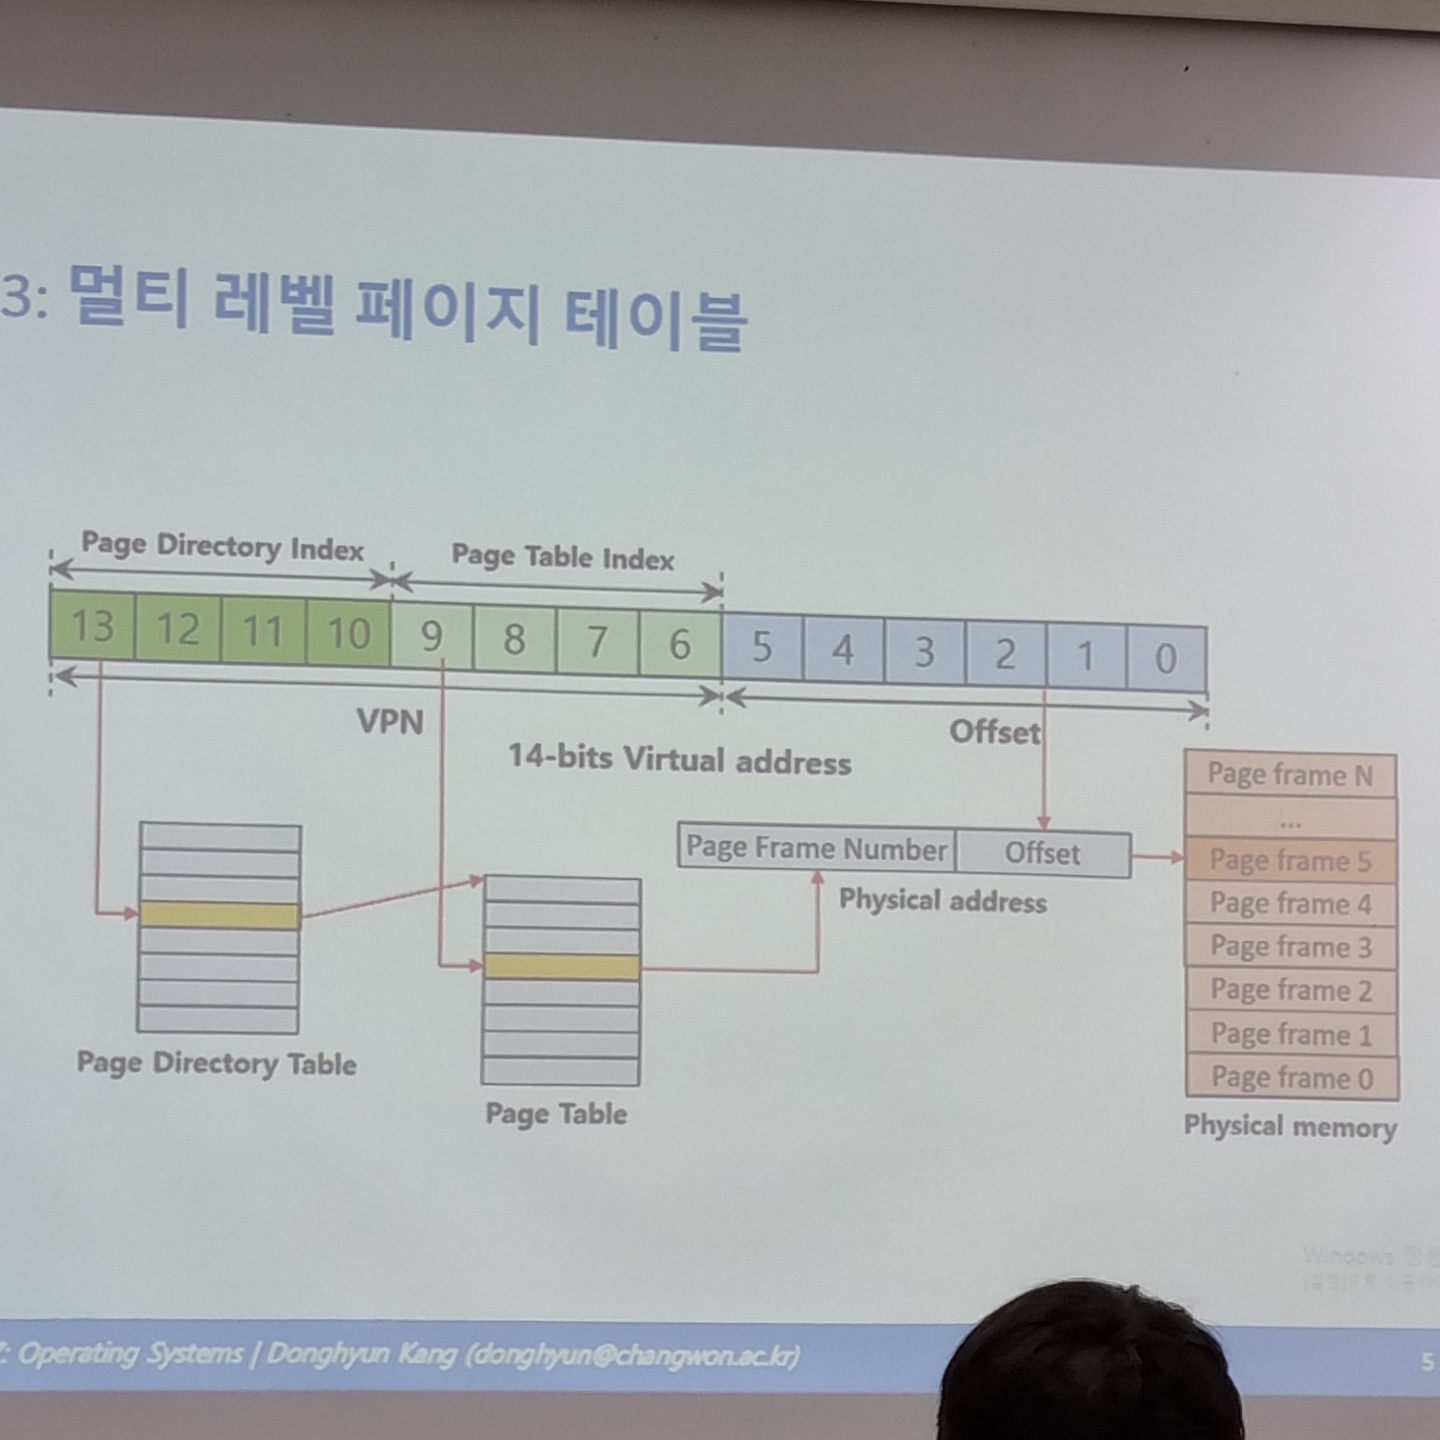 3: 멀티 레벨 페이지 테이블
Page Directory Index
Page Table Index
13 12 11 10 9 8 7 6 5 4 3 2 1 0
VPN
Offset
14-bits Virtual address
Page Frame Number
Offset
Physical address
Page Directory Table
Page Table
Page frame N
...
Page frame 5
Page frame 4
Page frame 3
Page frame 2
Page frame 1
Page frame 0
Physical memory
Windows
: Operating Systems | Donghyun Kang (donghyun@changwon.ac.kr)
5